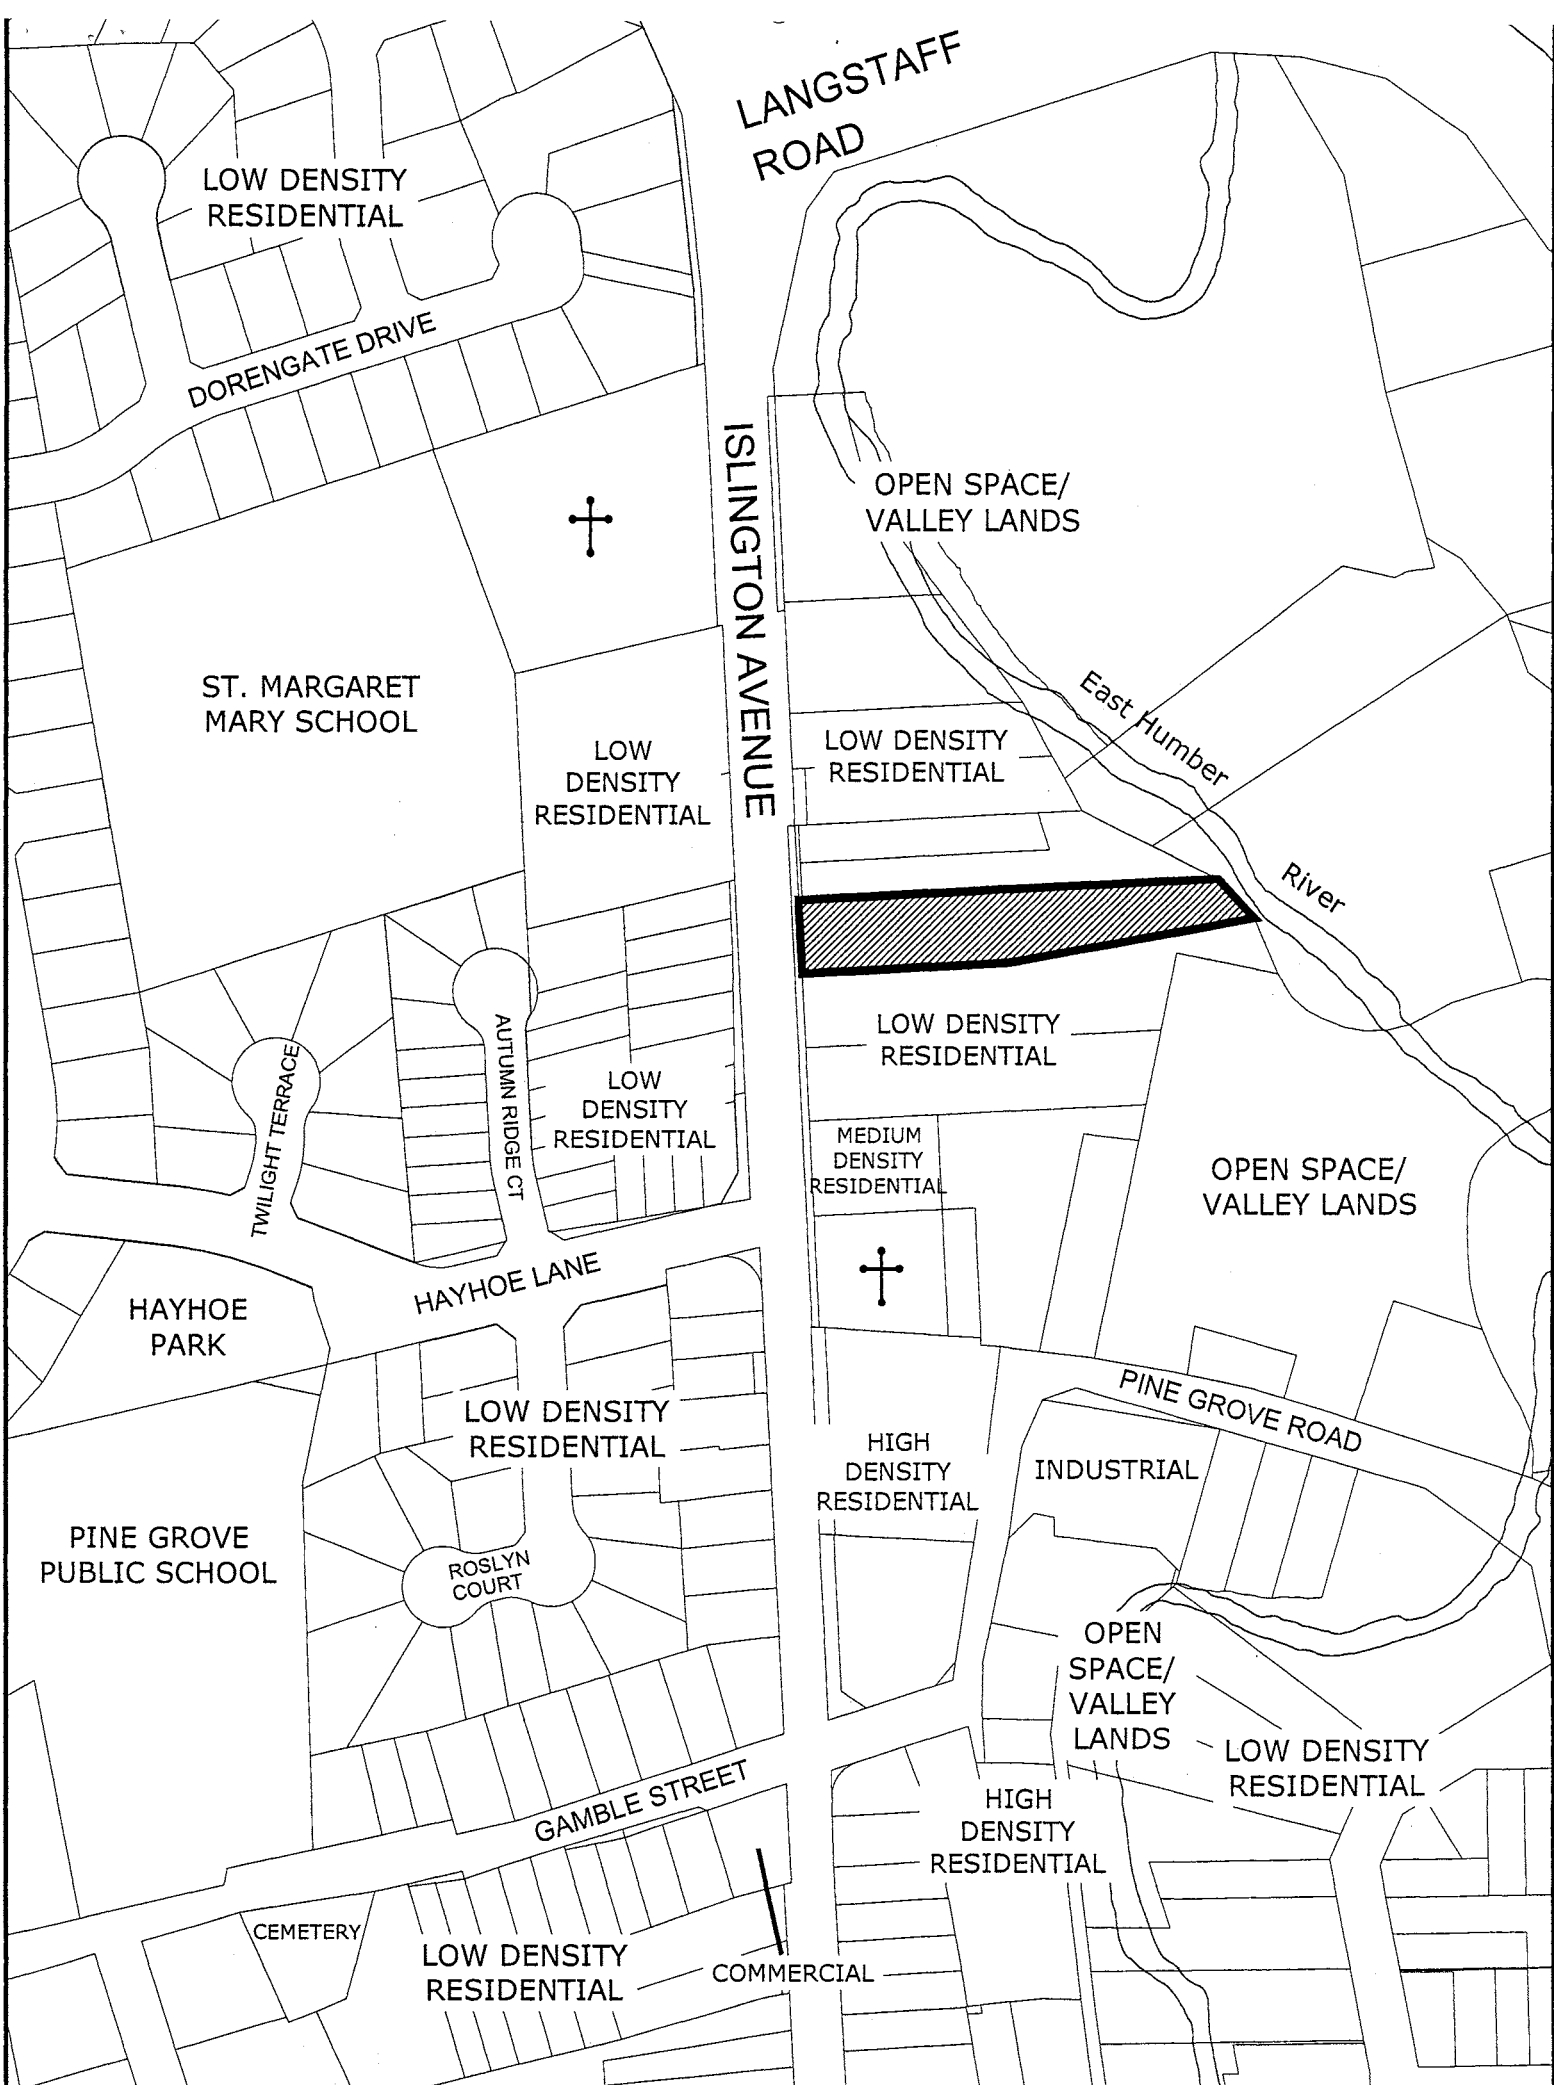 LANGSTAFF
ROAD
LOW DENSITY
RESIDENTIAL
DORENGATE DRIVE
ISLINGTON AVENUE
OPEN SPACE/
VALLEY LANDS
ST. MARGARET
MARY SCHOOL
LOW
DENSITY
RESIDENTIAL
LOW DENSITY
RESIDENTIAL
East Humber
River
LOW DENSITY
RESIDENTIAL
AUTUMN RIDGE CT
TWILIGHT TERRACE
LOW
DENSITY
RESIDENTIAL
MEDIUM
DENSITY
RESIDENTIAL
OPEN SPACE/
VALLEY LANDS
HAYHOE LANE
HAYHOE
PARK
PINE GROVE ROAD
LOW DENSITY
RESIDENTIAL
HIGH
DENSITY
RESIDENTIAL
INDUSTRIAL
PINE GROVE
PUBLIC SCHOOL
ROSLYN
COURT
OPEN
SPACE/
VALLEY
LANDS
LOW DENSITY
RESIDENTIAL
GAMBLE STREET
HIGH
DENSITY
RESIDENTIAL
CEMETERY
LOW DENSITY
RESIDENTIAL
COMMERCIAL